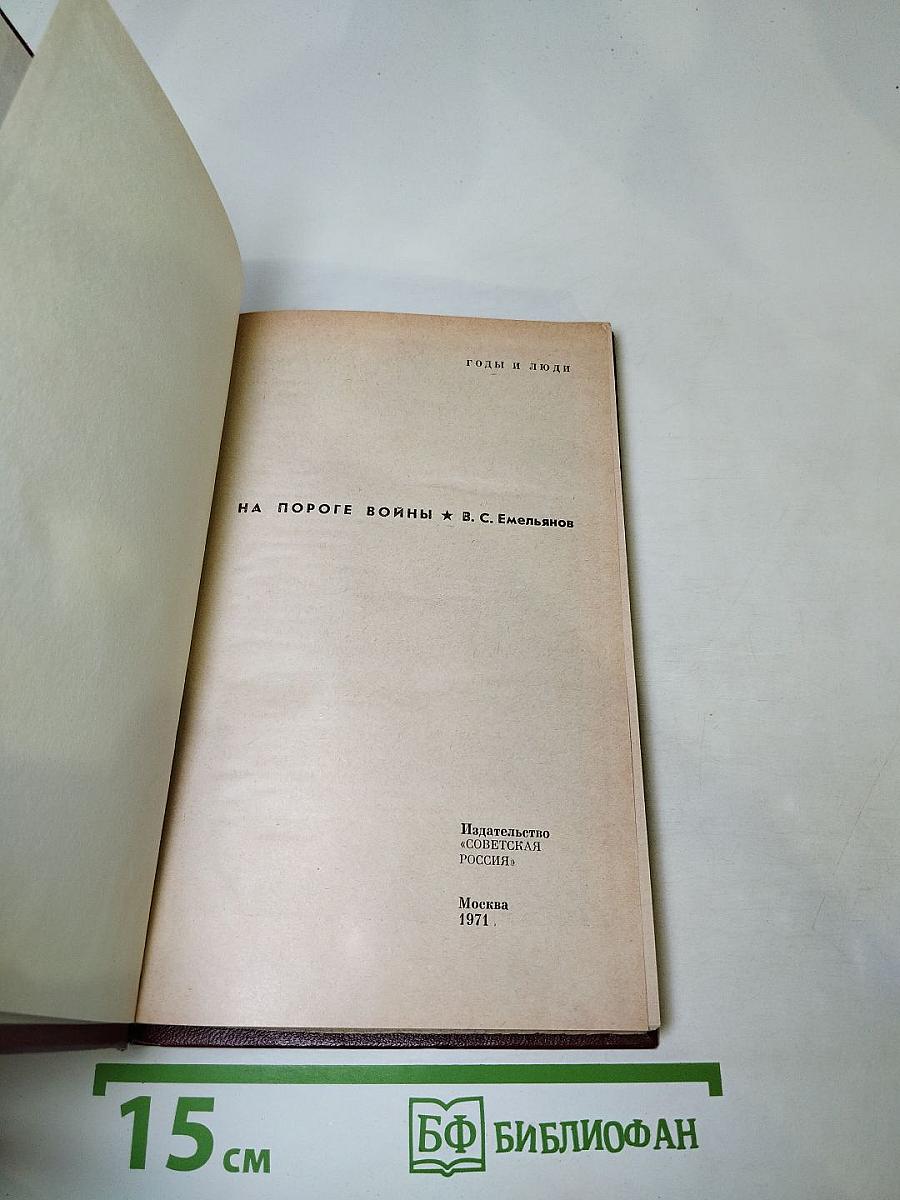 ГОДЫ И ЛЮДИ
НА ПОРОГЕ ВОЙНЫ ★ В. С. Емельянов
Издательство
«СОВЕТСКАЯ
РОССИЯ»
Москва
1971
15 см
БФ БИБЛИОФАН